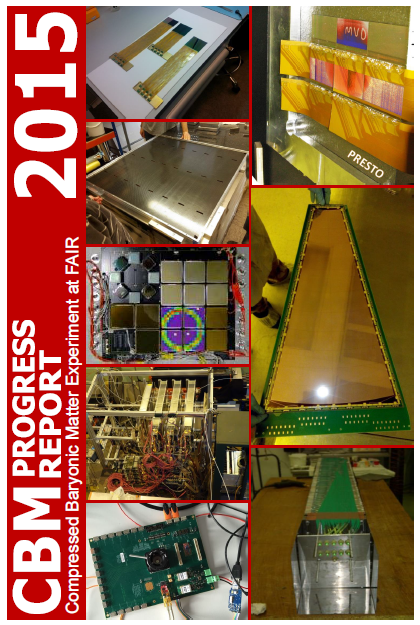 CBM PROGRESS REPORT 2015
Compressed Baryonic Matter Experiment at FAIR
MVD
PRESTO